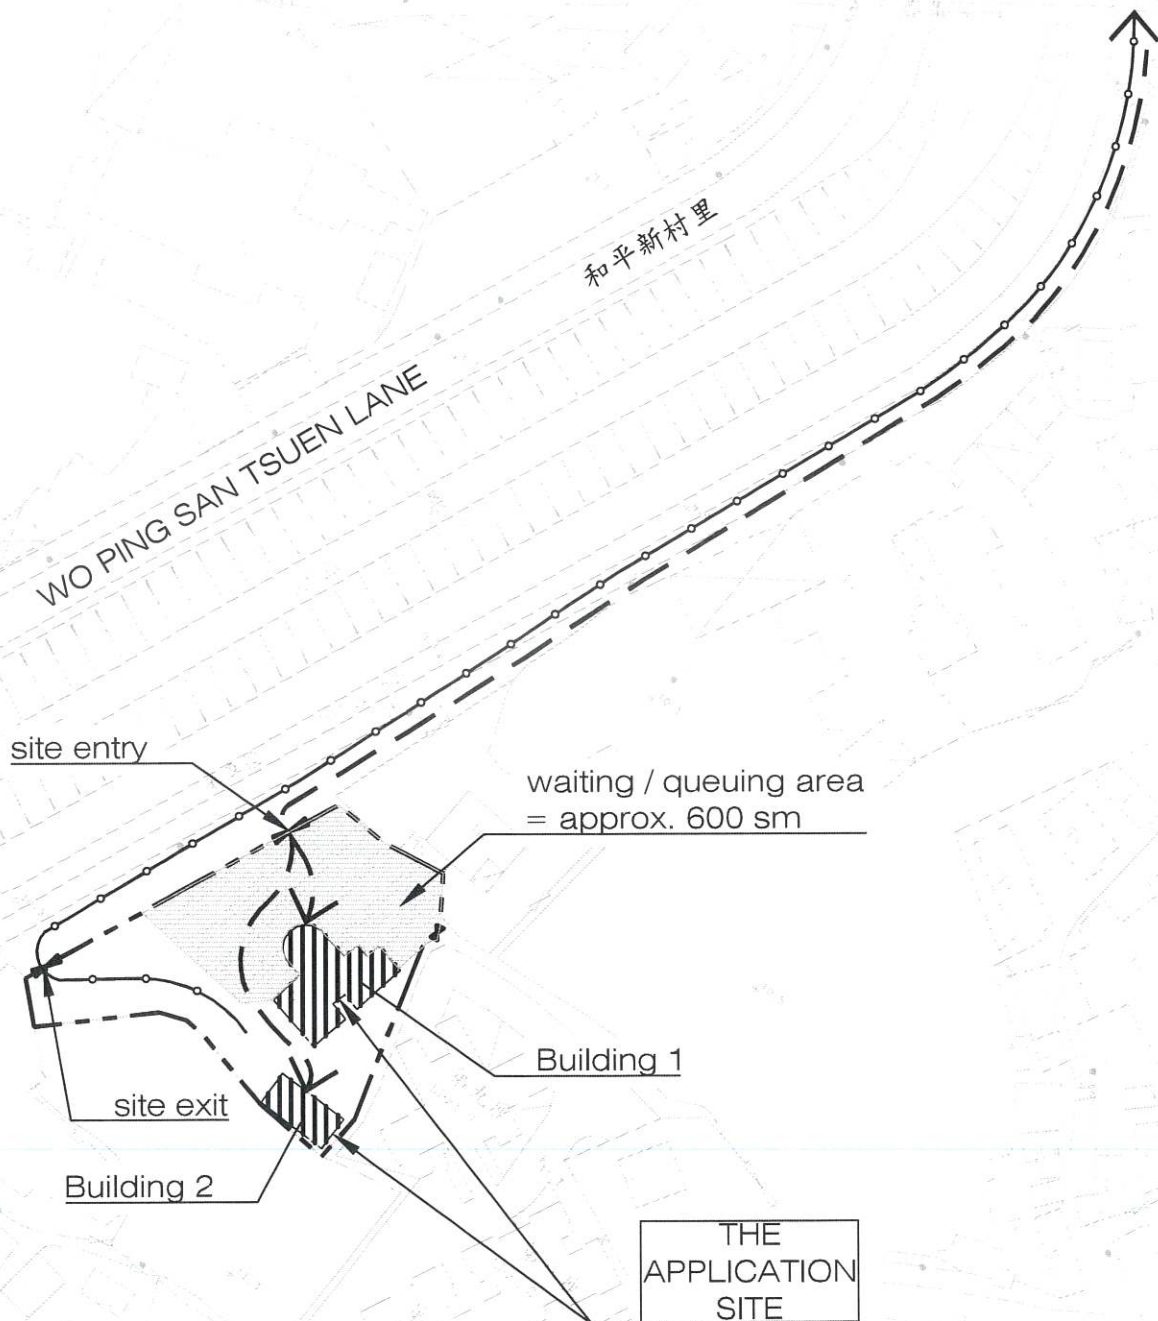 和平新村里
WO PING SAN TSUEN LANE
site entry
waiting / queuing area
= approx. 600 sm
Building 1
site exit
Building 2
THE
APPLICATION
SITE